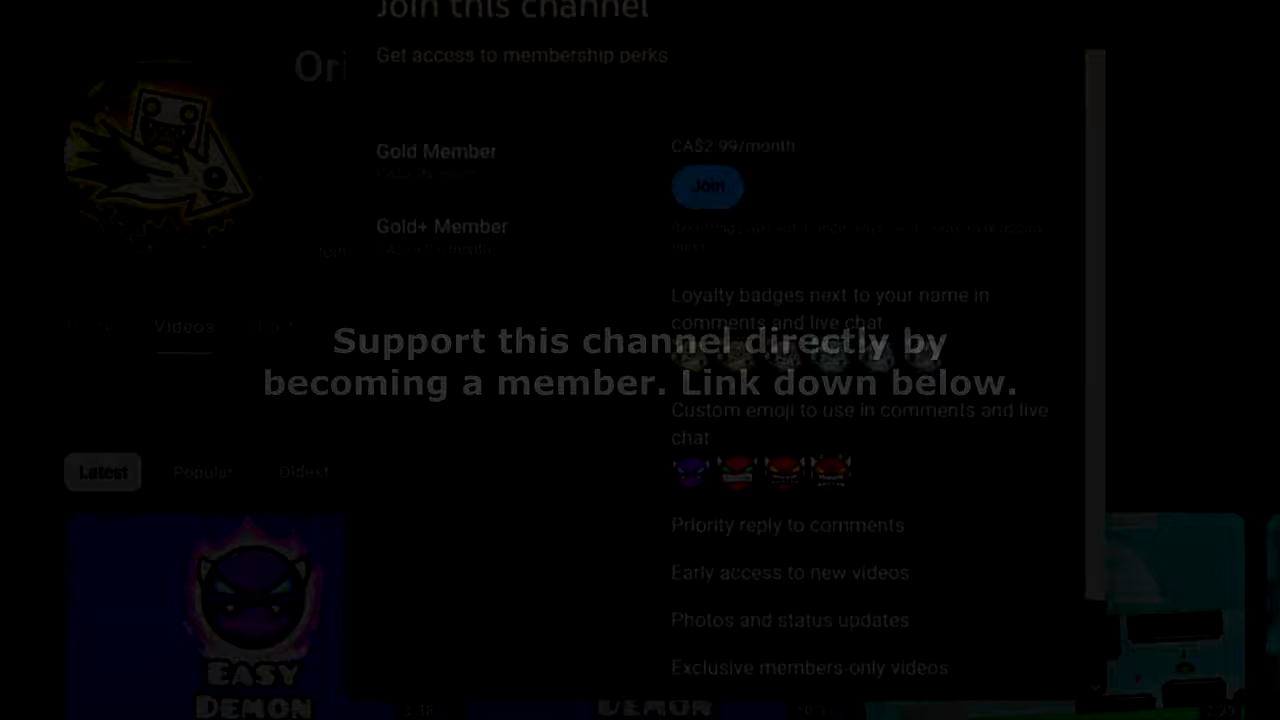 Join this channel
Get access to membership perks
Ori
Gold Member
CA$2.99/month
Join
Gold+ Member
Loyalty badges next to your name in
comments and live chat
Videos
Support this channel directly by
becoming a member. Link down below.
Custom emoji to use in comments and live
chat
Latest
Popular
Oldest
Priority reply to comments
Early access to new videos
Photos and status updates
Exclusive members-only videos
EASY
DEMON
DEMON